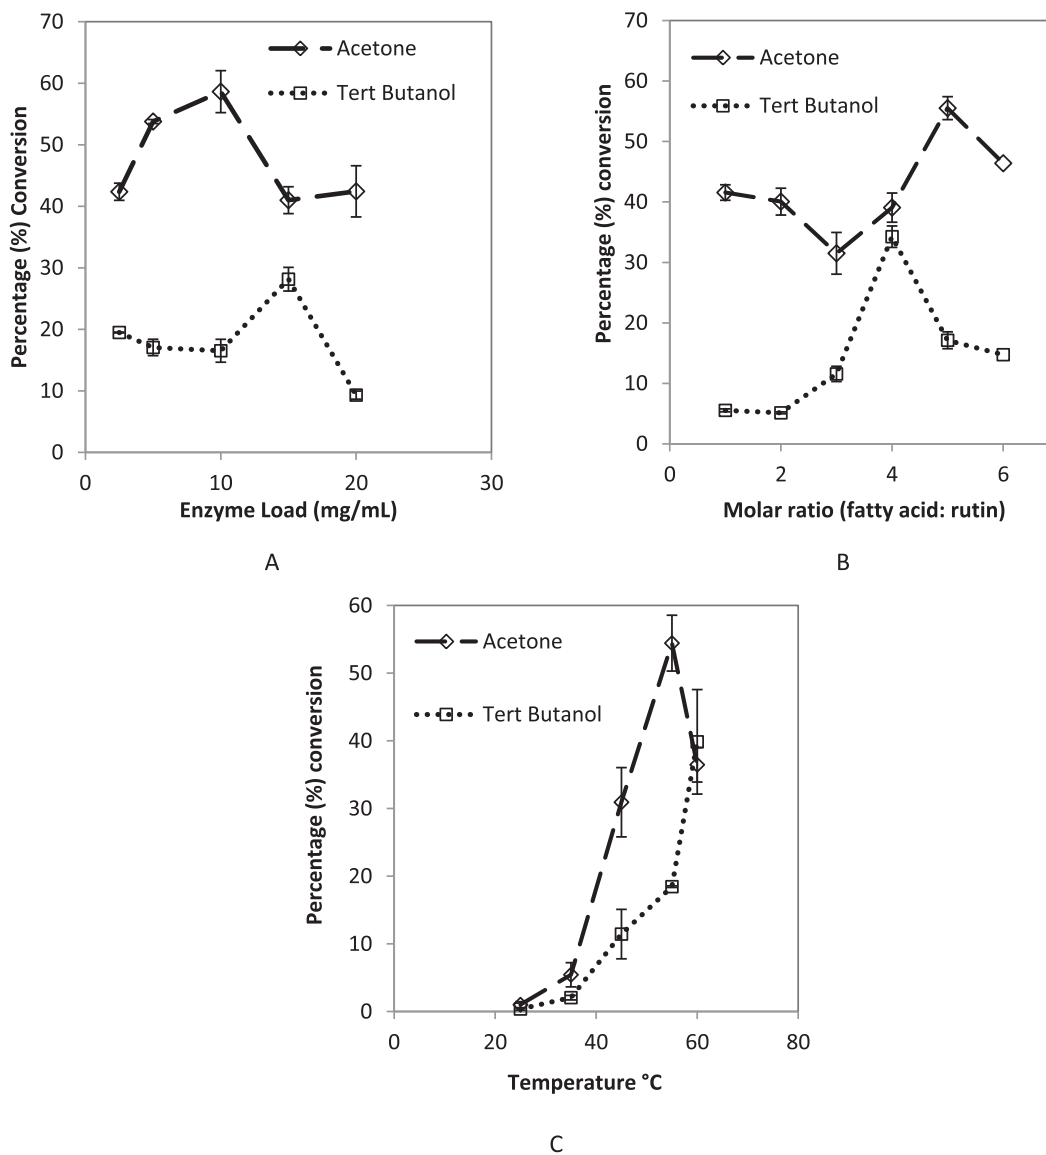 70
60
50
40
30
20
10
0
0 10 20 30
Percentage (%) Conversion
Enzyme Load (mg/mL)
Acetone
Tert Butanol
A
70
60
50
40
30
20
10
0
0 2 4 6
Percentage (%) conversion
Molar ratio (fatty acid: rutin)
Acetone
Tert Butanol
B
60
50
40
30
20
10
0
0 20 40 60 80
Percentage (%) conversion
Temperature °C
Acetone
Tert Butanol
C